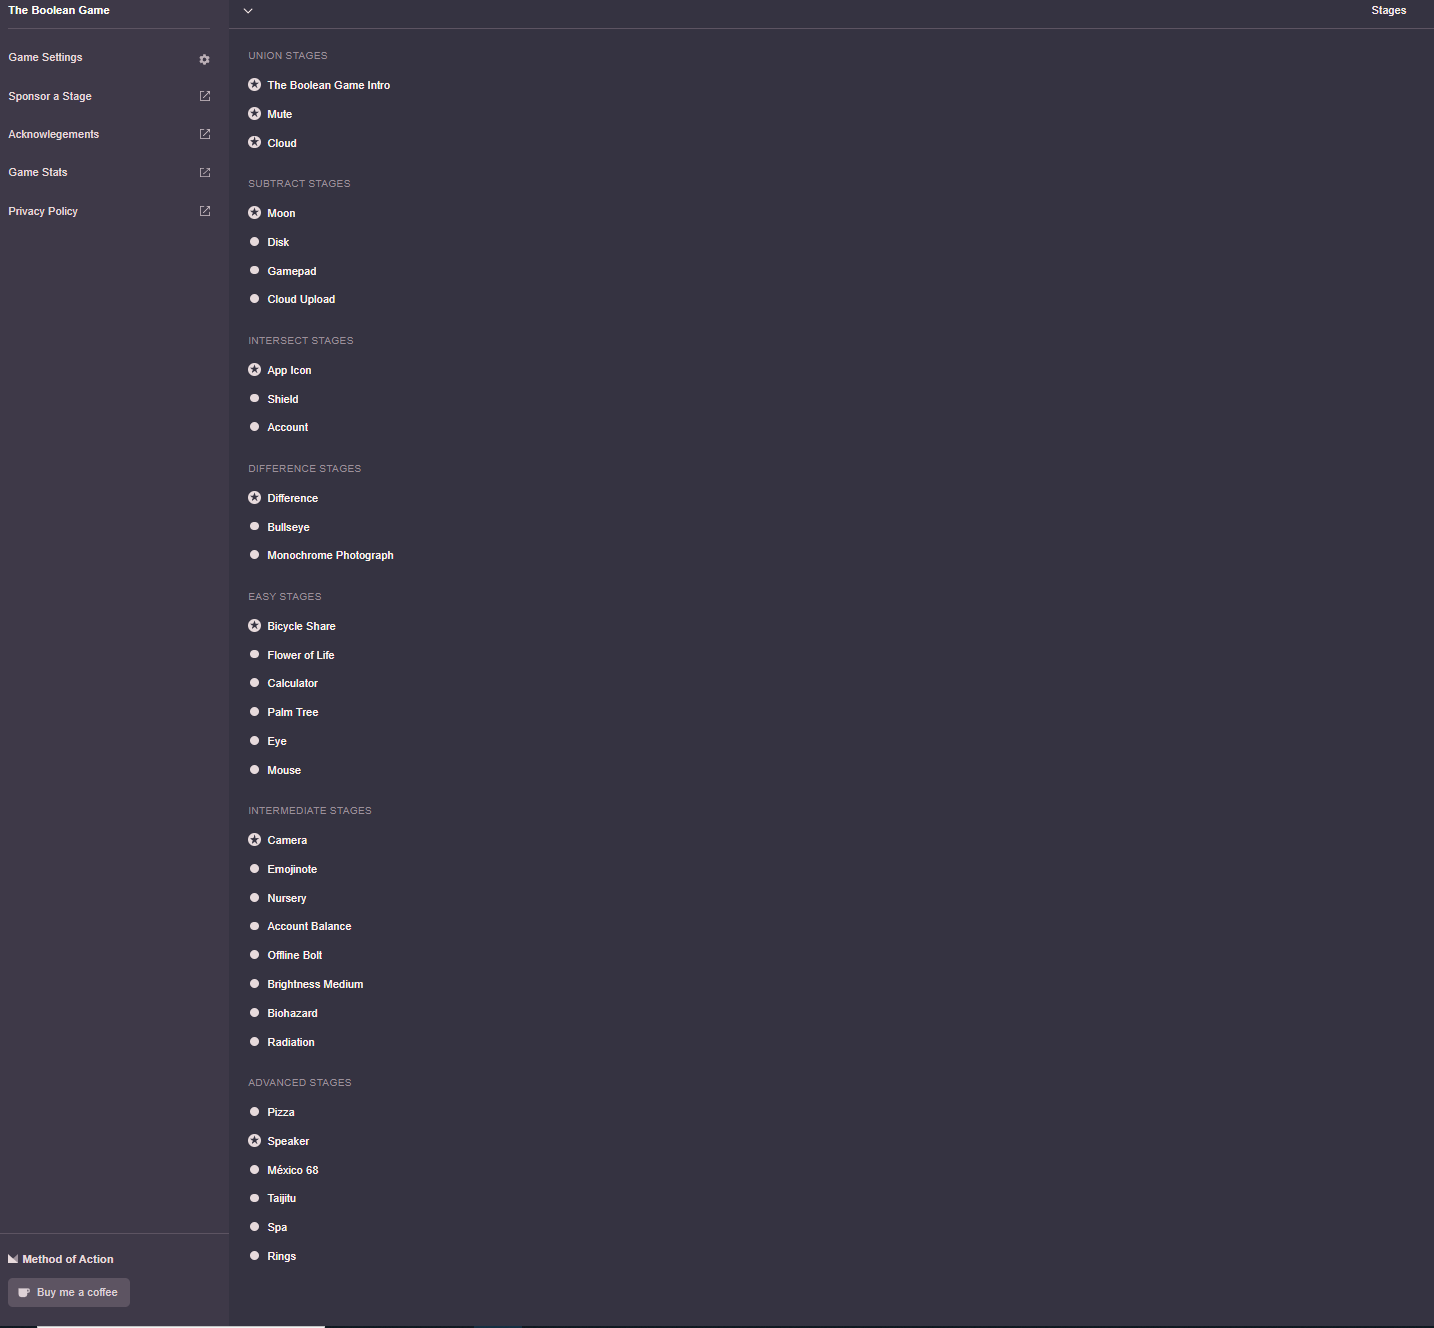 The Boolean Game
Stages
Game Settings
Sponsor a Stage
Acknowlegements
Game Stats
Privacy Policy
UNION STAGES
The Boolean Game Intro
Mute
Cloud
SUBTRACT STAGES
Moon
Disk
Gamepad
Cloud Upload
INTERSECT STAGES
App Icon
Shield
Account
DIFFERENCE STAGES
Difference
Bullseye
Monochrome Photograph
EASY STAGES
Bicycle Share
Flower of Life
Calculator
Palm Tree
Eye
Mouse
INTERMEDIATE STAGES
Camera
Emojinote
Nursery
Account Balance
Offline Bolt
Brightness Medium
Biohazard
Radiation
ADVANCED STAGES
Pizza
Speaker
México 68
Taijitu
Spa
Rings
Method of Action
Buy me a coffee